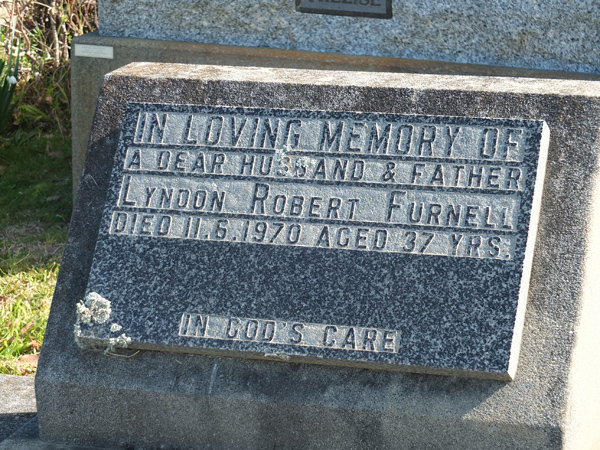 IN LOVING MEMORY OF
A DEAR HUSBAND & FATHER
LYNDON ROBERT FURNELL
DIED 11.6.1970 AGED 37 YRS.
IN GOD'S CARE